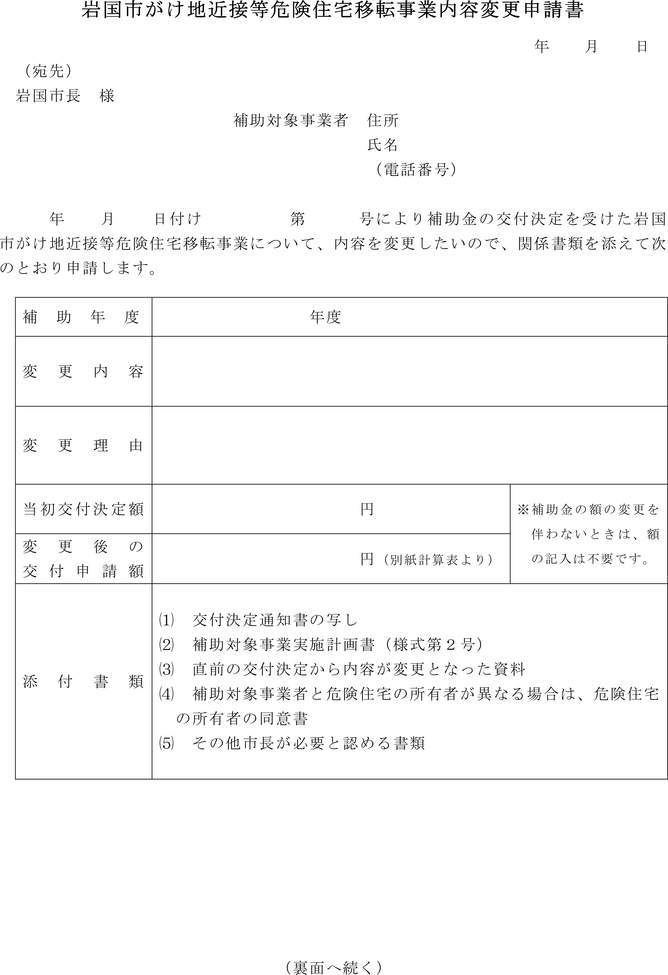 岩国市がけ地近接等危険住宅移転事業内容変更申請書
年　　月　　日
（宛先）
岩国市長　様
補助対象事業者　住所
氏名
（電話番号）
年　　月　　日付け　　　　　第　　　号により補助金の交付決定を受けた岩国
市がけ地近接等危険住宅移転事業について、内容を変更したいので、関係書類を添えて次
のとおり申請します。
補　助　年　度　　　　　年度
変　更　内　容
変　更　理　由
当初交付決定額　　　　　円
※補助金の額の変更を
伴わないときは、額
の記入は不要です。
変　更　後　の
交　付　申　請　額　　　　　円（別紙計算表より）
添　付　書　類
⑴　交付決定通知書の写し
⑵　補助対象事業実施計画書（様式第２号）
⑶　直前の交付決定から内容が変更となった資料
⑷　補助対象事業者と危険住宅の所有者が異なる場合は、危険住宅
の所有者の同意書
⑸　その他市長が必要と認める書類
（裏面へ続く）